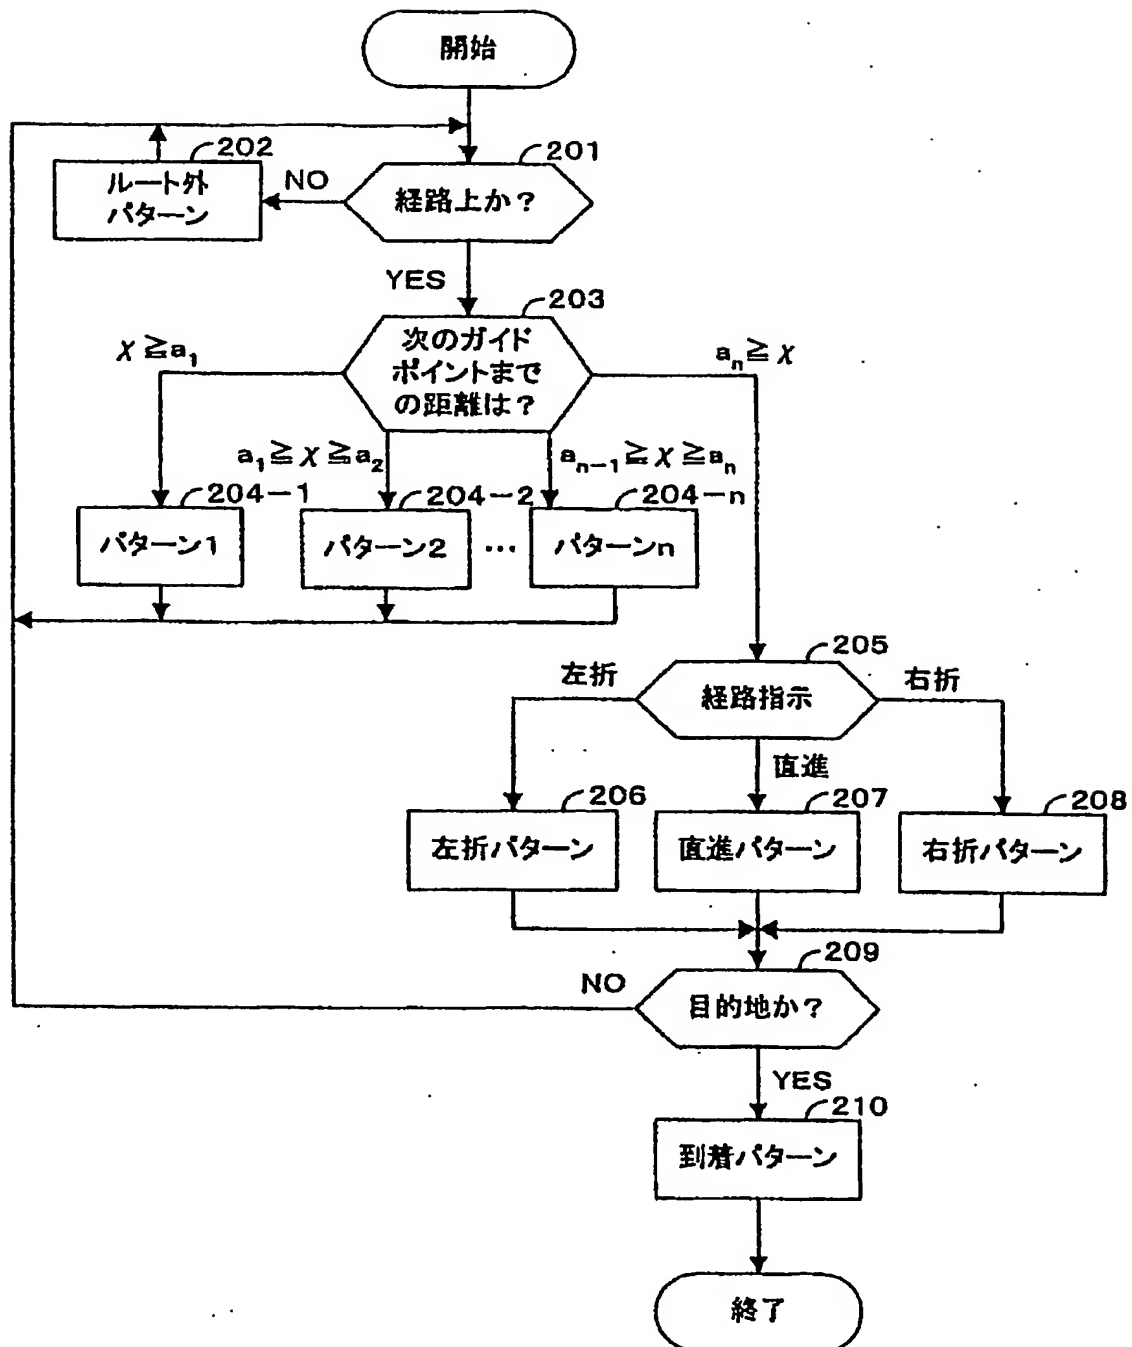 開始
202
ルート外
パターン
NO
201
経路上か？
YES
203
次のガイド
ポイントまで
の距離は？
χ≧a1
an≧χ
a1≧χ≧a2
an-1≧χ≧an
204-1
パターン1
204-2
パターン2
…
204-n
パターンn
205
経路指示
左折
右折
直進
206
左折パターン
207
直進パターン
208
右折パターン
209
目的地か？
NO
YES
210
到着パターン
終了